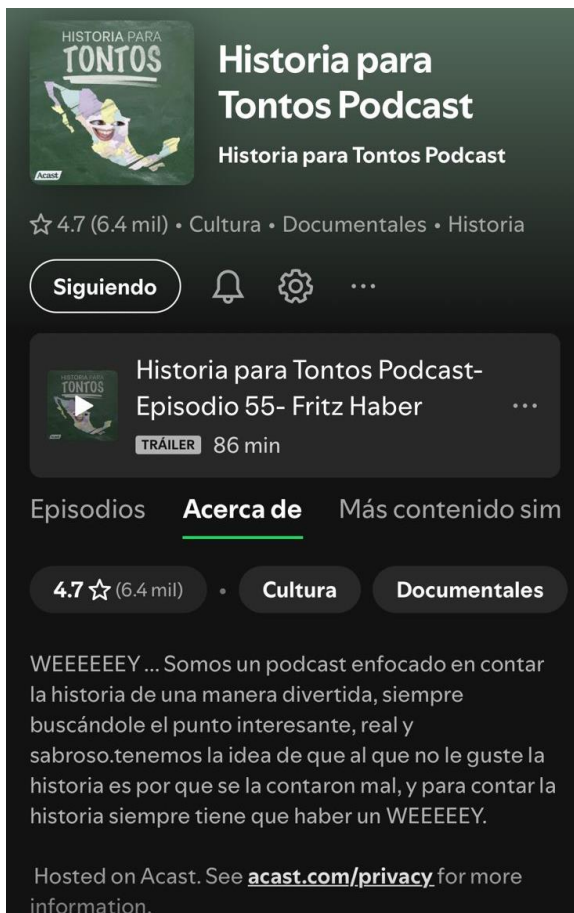 HISTORIA PARA
TONTOS
Acast
Historia para
Tontos Podcast
Historia para Tontos Podcast
4.7 (6.4 mil) • Cultura • Documentales • Historia
Siguiendo
HISTORIA PARA
TONTOS
Historia para Tontos Podcast-
Episodio 55- Fritz Haber
TRÁILER 86 min
Episodios Acerca de Más contenido sim
4.7 (6.4 mil) • Cultura Documentales
WEEEEEEY... Somos un podcast enfocado en contar
la historia de una manera divertida, siempre
buscándole el punto interesante, real y
sabroso.tenemos la idea de que al que no le guste la
historia es por que se la contaron mal, y para contar la
historia siempre tiene que haber un WEEEEEY.
Hosted on Acast. See acast.com/privacy for more
information.